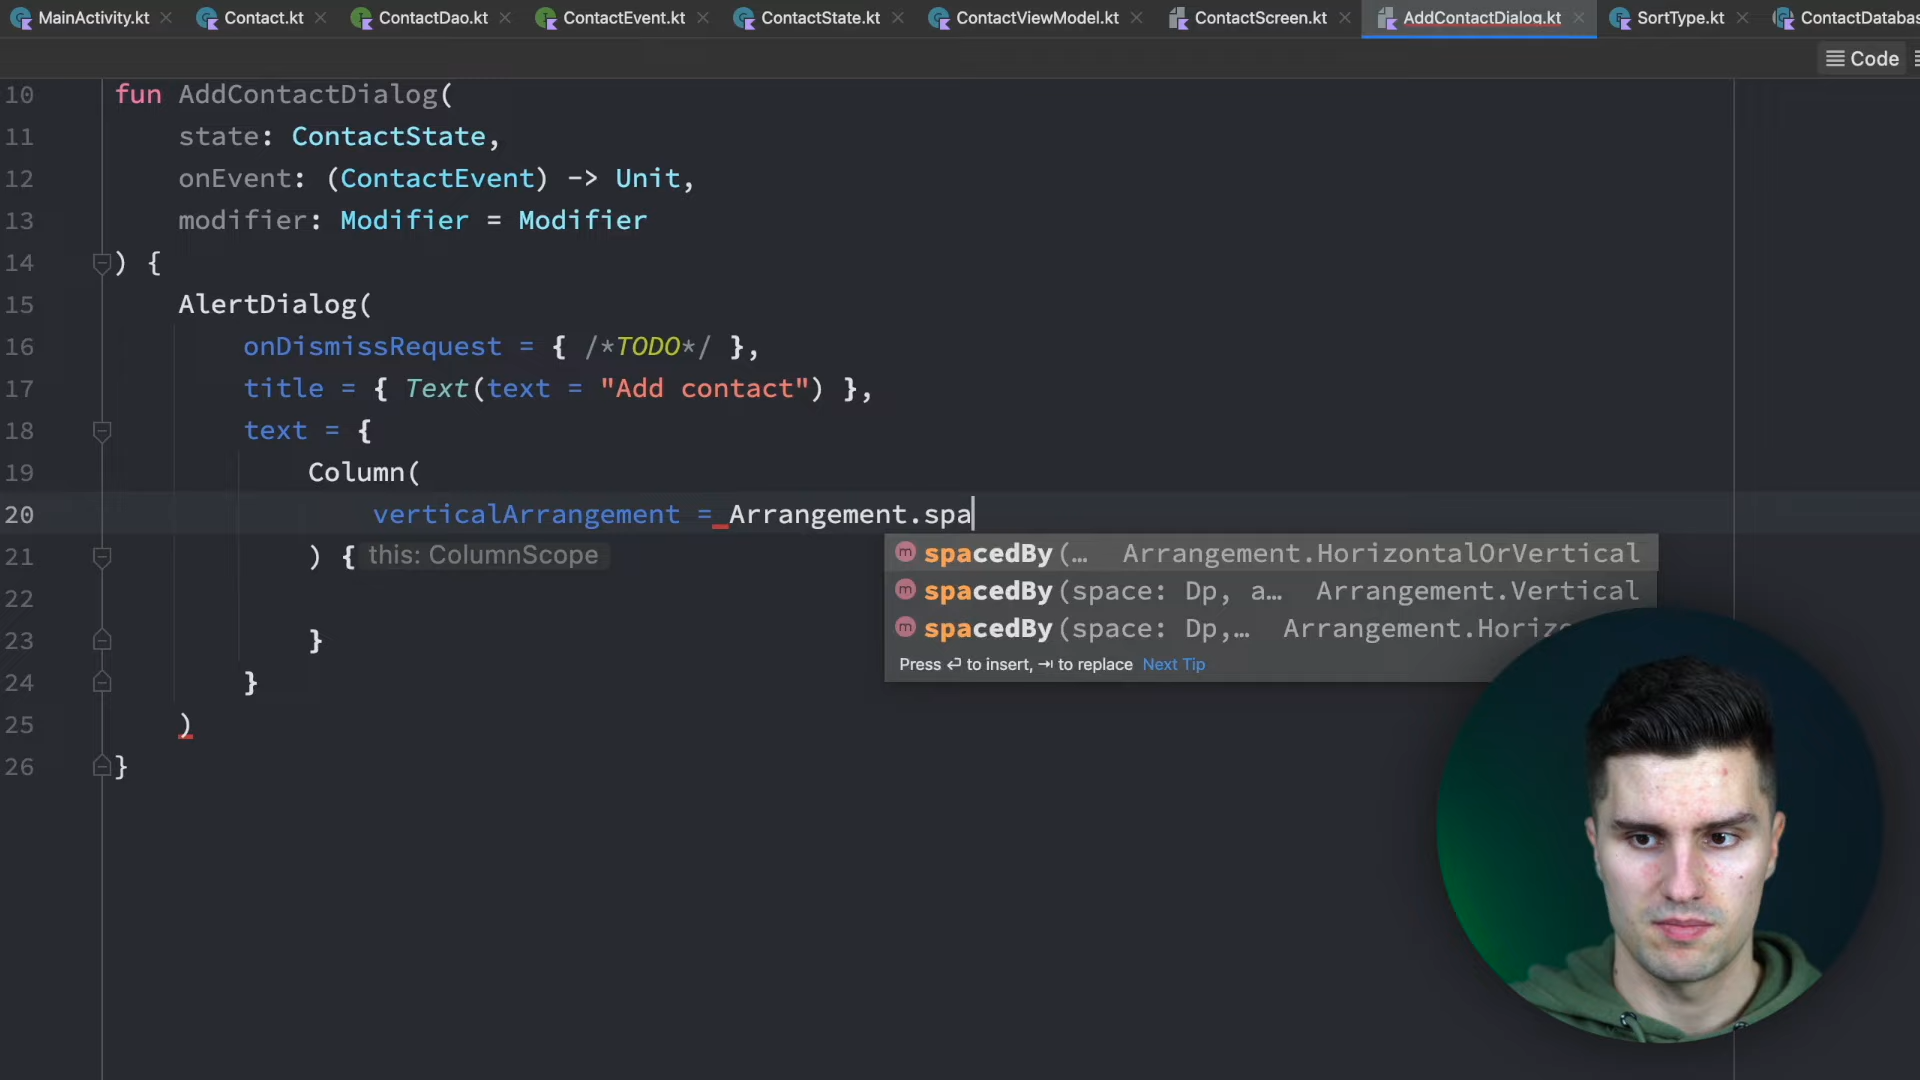 MainActivity.kt Contact.kt ContactDao.kt ContactEvent.kt ContactState.kt ContactViewModel.kt ContactScreen.kt AddContactDialog.kt SortType.kt ContactDatabas
Code
10 fun AddContactDialog(
11 state: ContactState,
12 onEvent: (ContactEvent) -> Unit,
13 modifier: Modifier = Modifier
14 ) {
15 AlertDialog(
16 onDismissRequest = { /*TODO*/ },
17 title = { Text(text = "Add contact") },
18 text = {
19 Column(
20 verticalArrangement = Arrangement.spa
21 ) { this: ColumnScope
22
23 }
24 }
25 )
26 }
spacedBy(… Arrangement.HorizontalOrVertical
spacedBy(space: Dp, a… Arrangement.Vertical
spacedBy(space: Dp,… Arrangement.Horiz
Press ↵ to insert, ⇥ to replace Next Tip